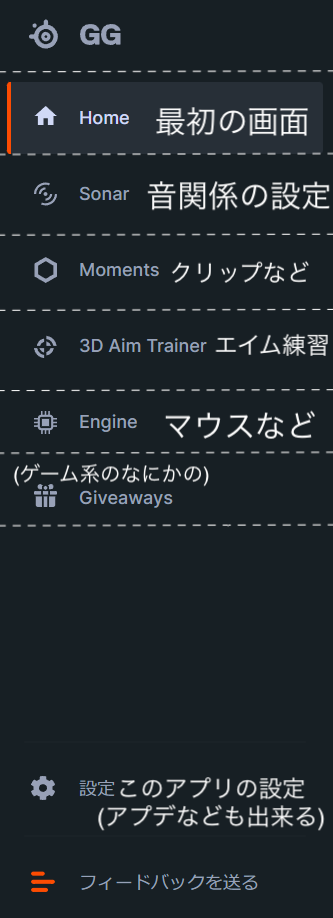 GG
Home 最初の画面
Sonar 音関係の設定
Moments クリップなど
3D Aim Trainer エイム練習
Engine マウスなど
(ゲーム系のなにかの)
Giveaways
設定 このアプリの設定
(アプデなども出来る)
フィードバックを送る